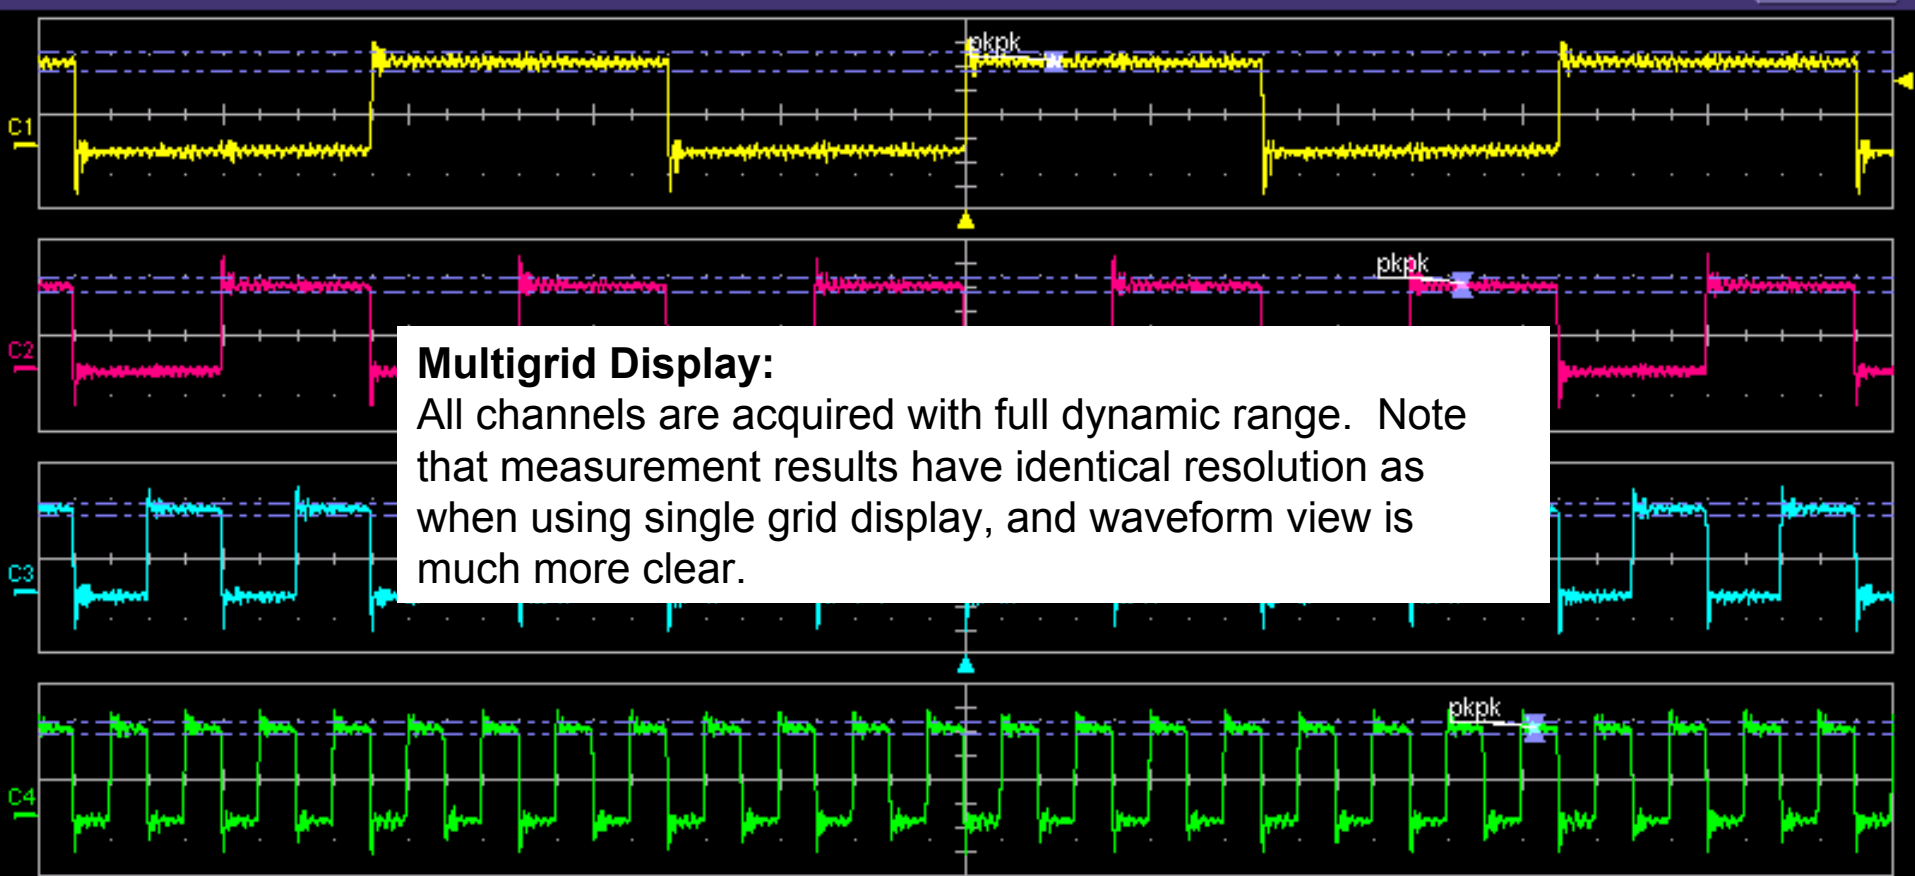 pkpk
C1
pkpk
C2
Multigrid Display:
All channels are acquired with full dynamic range.  Note
that measurement results have identical resolution as
when using single grid display, and waveform view is
much more clear.
C3
pkpk
C4